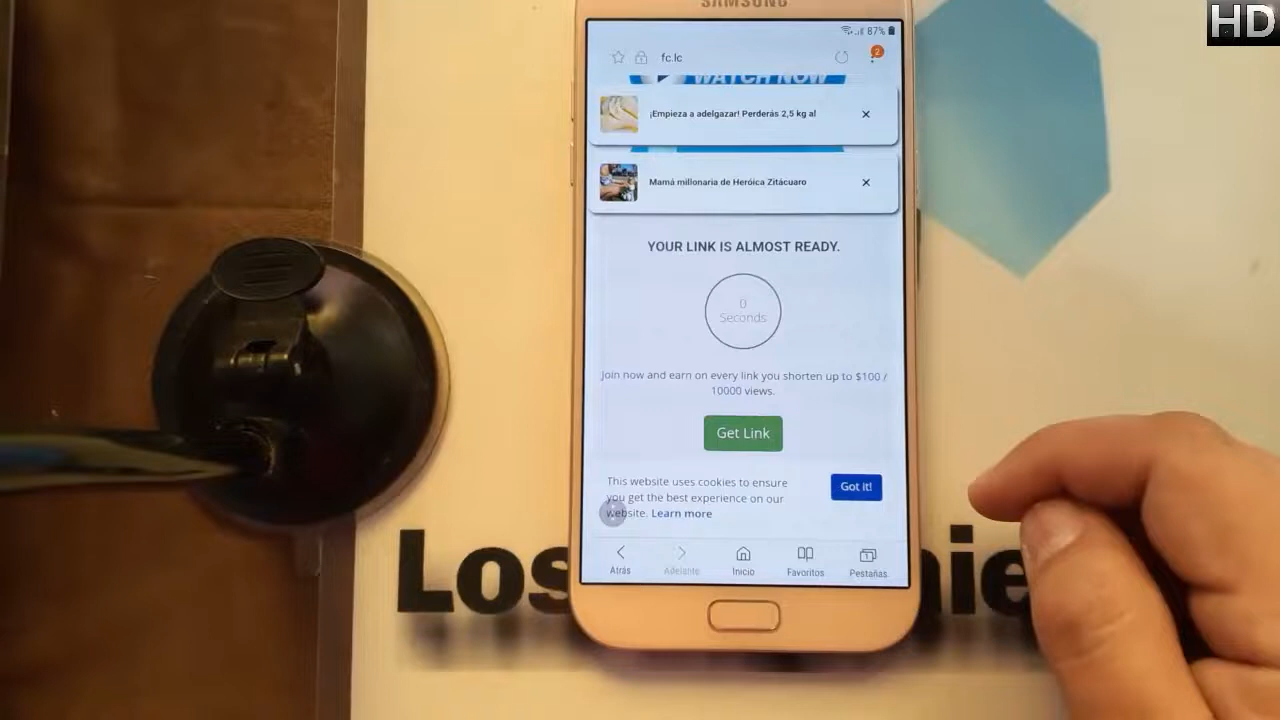 HD
SAMSUNG
87%
fc.lc
2
WATCH NOW
¡Empieza a adelgazar! Perderás 2,5 kg al
Mamá millonaria de Heróica Zitácuaro
YOUR LINK IS ALMOST READY.
0
Seconds
Join now and earn on every link you shorten up to $100 /
10000 views.
Get Link
This website uses cookies to ensure
you get the best experience on our
website. Learn more
Got it!
1
Atrás
Adelante
Inicio
Favoritos
Pestañas
Los